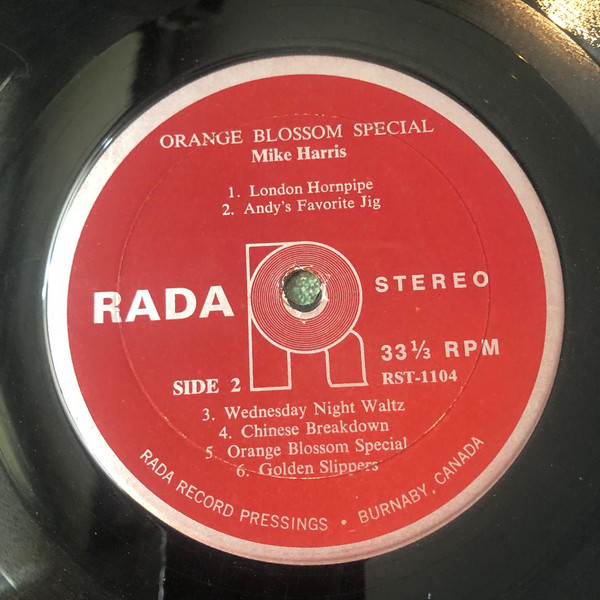 ORANGE BLOSSOM SPECIAL
Mike Harris
1. London Hornpipe
2. Andy's Favorite Jig
RADA
STEREO
33⅓ RPM
SIDE 2
RST-1104
3. Wednesday Night Waltz
4. Chinese Breakdown
5. Orange Blossom Special
6. Golden Slippers
RADA RECORD PRESSINGS • BURNABY, CANADA